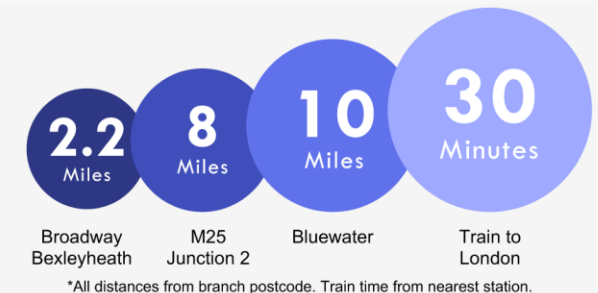 2.2
Miles
8
Miles
10
Miles
30
Minutes
Broadway
Bexleyheath
M25
Junction 2
Bluewater
Train to
London
*All distances from branch postcode. Train time from nearest station.